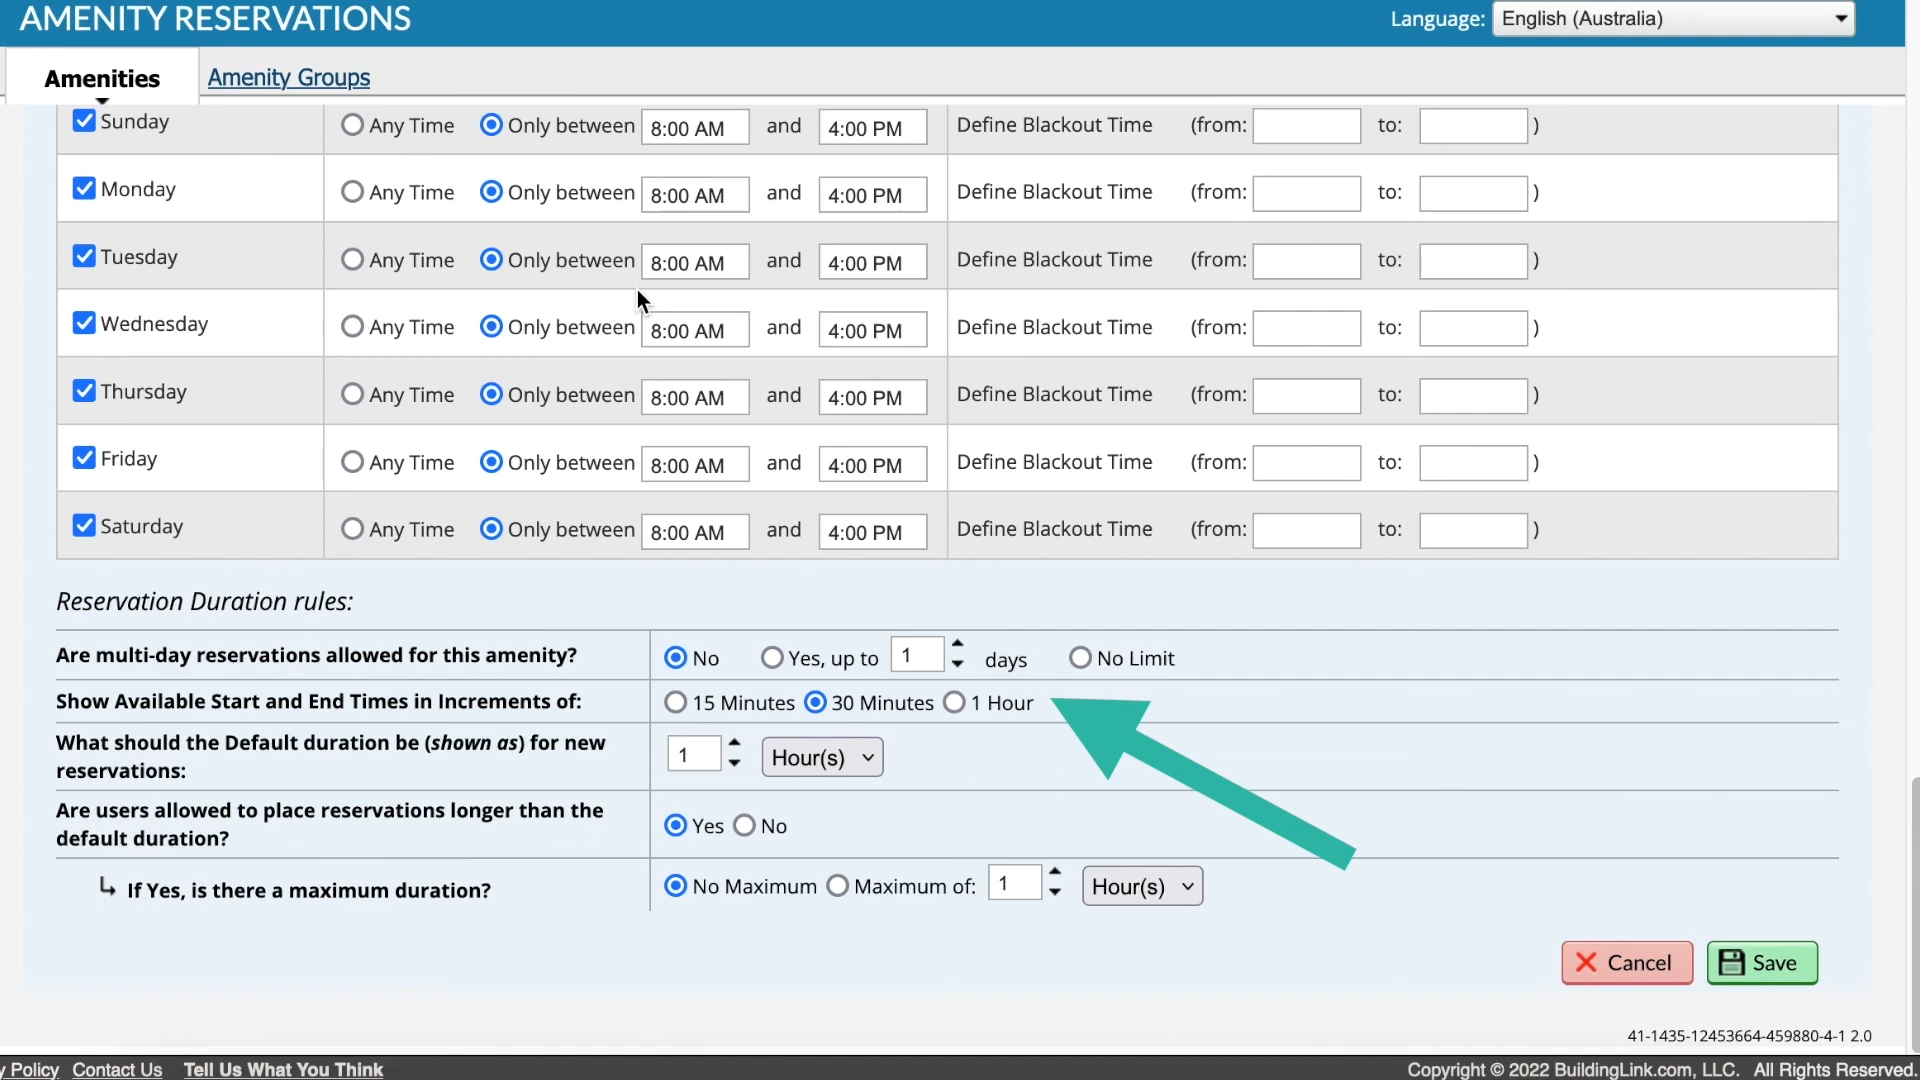 AMENITY RESERVATIONS
Language: English (Australia)
Amenities Amenity Groups
Sunday Any Time Only between 8:00 AM and 4:00 PM Define Blackout Time (from: to: )
Monday Any Time Only between 8:00 AM and 4:00 PM Define Blackout Time (from: to: )
Tuesday Any Time Only between 8:00 AM and 4:00 PM Define Blackout Time (from: to: )
Wednesday Any Time Only between 8:00 AM and 4:00 PM Define Blackout Time (from: to: )
Thursday Any Time Only between 8:00 AM and 4:00 PM Define Blackout Time (from: to: )
Friday Any Time Only between 8:00 AM and 4:00 PM Define Blackout Time (from: to: )
Saturday Any Time Only between 8:00 AM and 4:00 PM Define Blackout Time (from: to: )
Reservation Duration rules:
Are multi-day reservations allowed for this amenity? No Yes, up to 1 days No Limit
Show Available Start and End Times in Increments of: 15 Minutes 30 Minutes 1 Hour
What should the Default duration be (shown as) for new
reservations:
1 Hour(s)
Are users allowed to place reservations longer than the
default duration?
Yes No
If Yes, is there a maximum duration? No Maximum Maximum of: 1 Hour(s)
Cancel Save
41-1435-12453664-459880-4-1 2.0
y Policy Contact Us Tell Us What You Think Copyright © 2022 BuildingLink.com, LLC. All Rights Reserved.